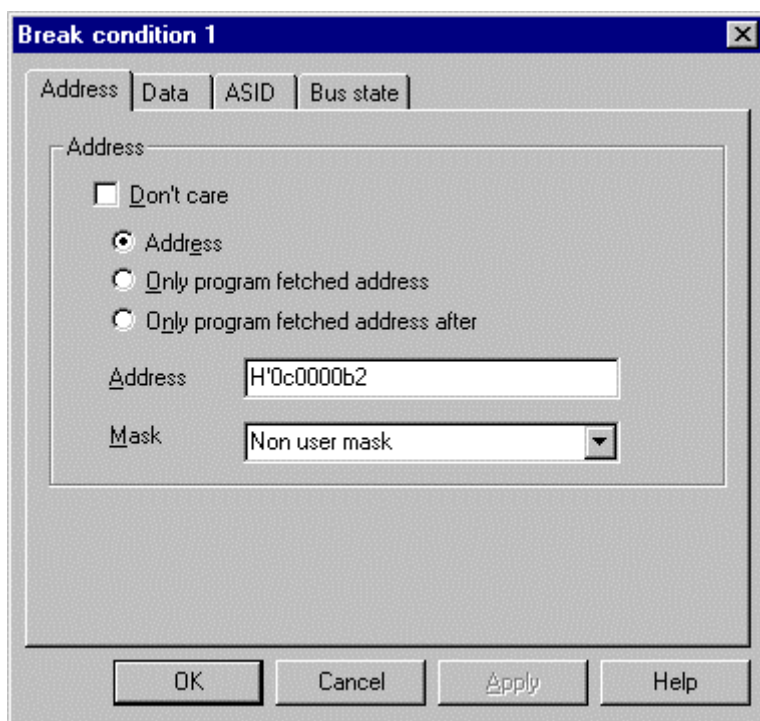 Break condition 1
Address Data ASID Bus state
Address
Don't care
Address
Only program fetched address
Only program fetched address after
Address H'0c0000b2
Mask Non user mask
OK Cancel Apply Help